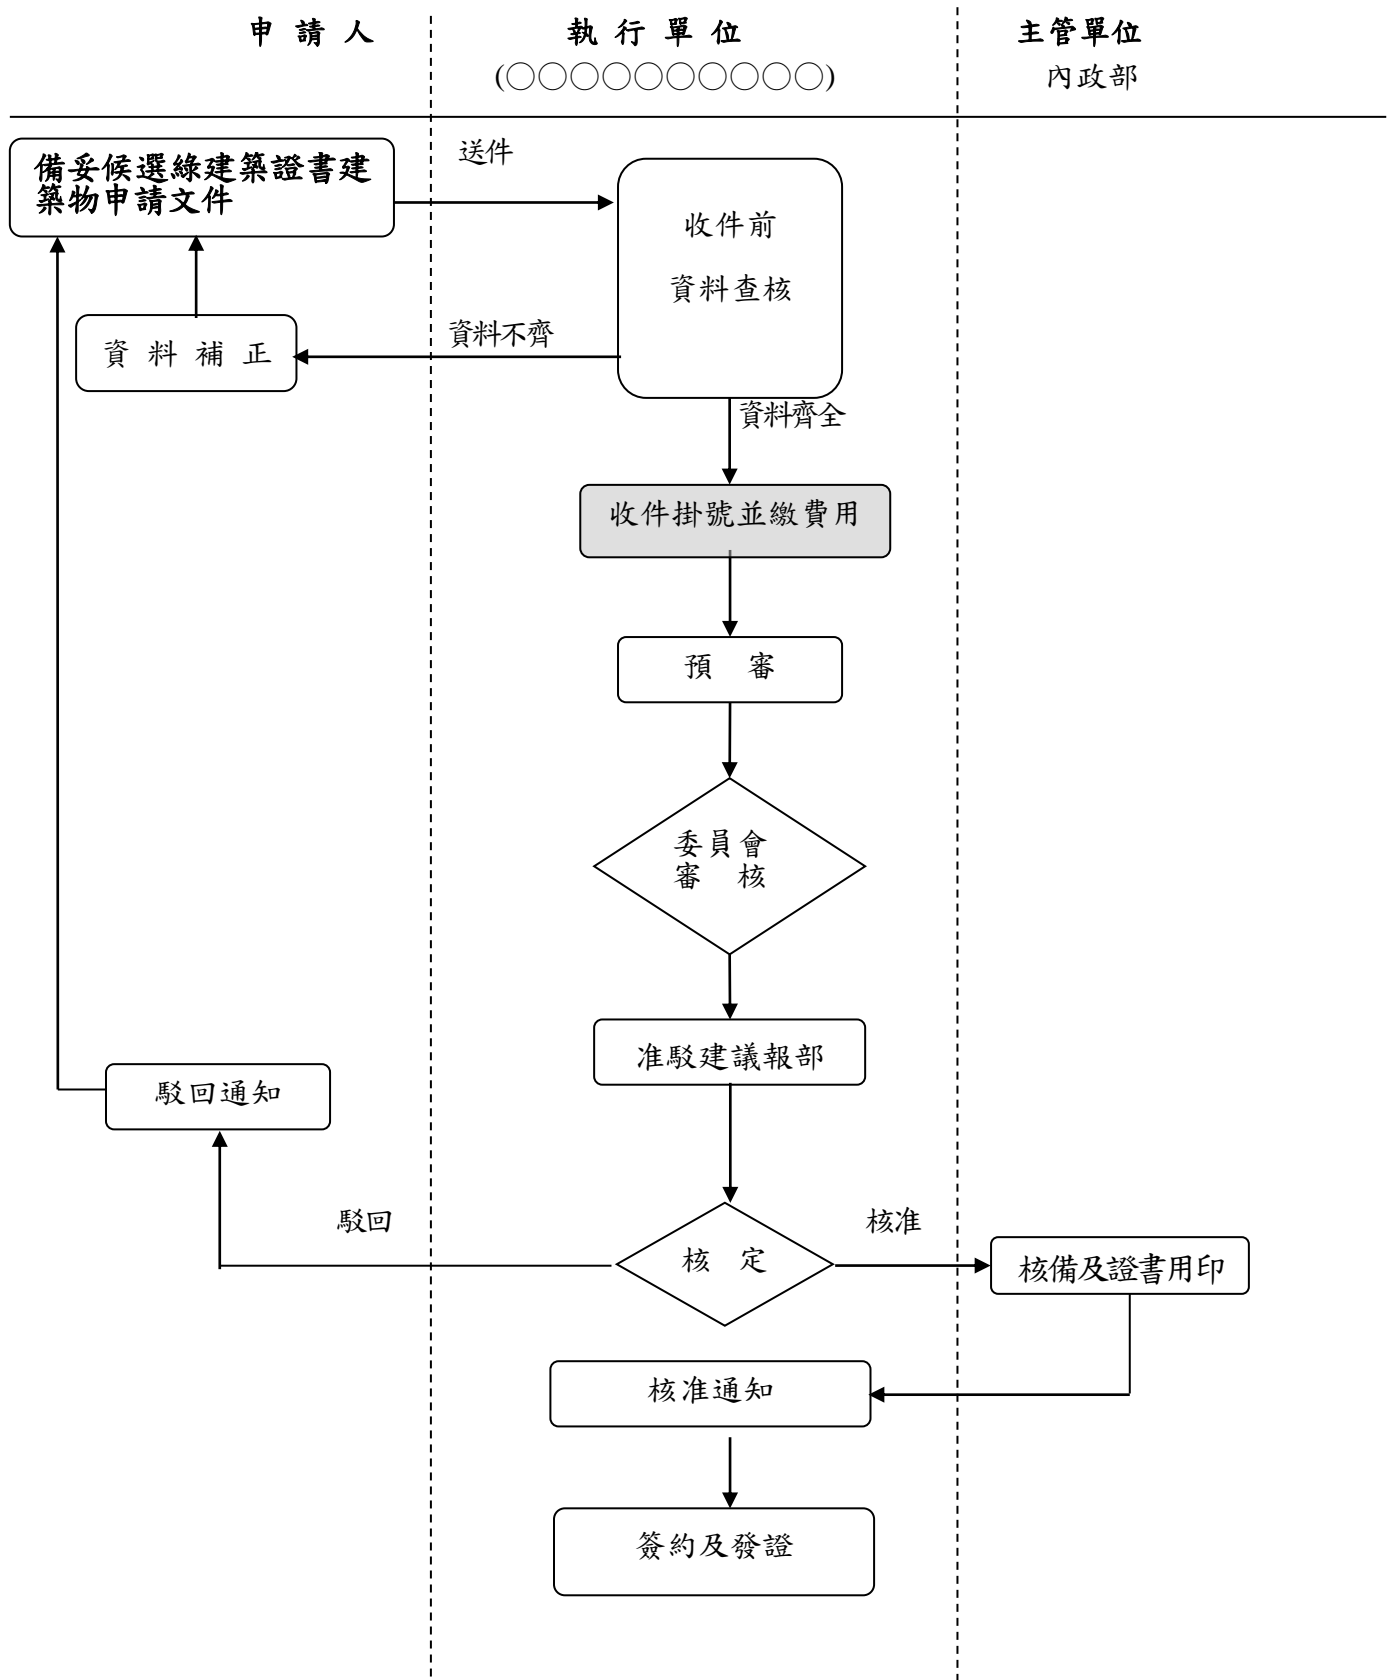 申 請 人
執 行 單 位
主管單位
(○○○○○○○○○○)
內政部
備妥候選綠建築證書建
築物申請文件
送件
收件前
資料查核
資 料 補 正
資料不齊
資料齊全
收件掛號並繳費用
預 審
委員會
審 核
准駁建議報部
駁回通知
駁回
核 定
核准
核備及證書用印
核准通知
簽約及發證